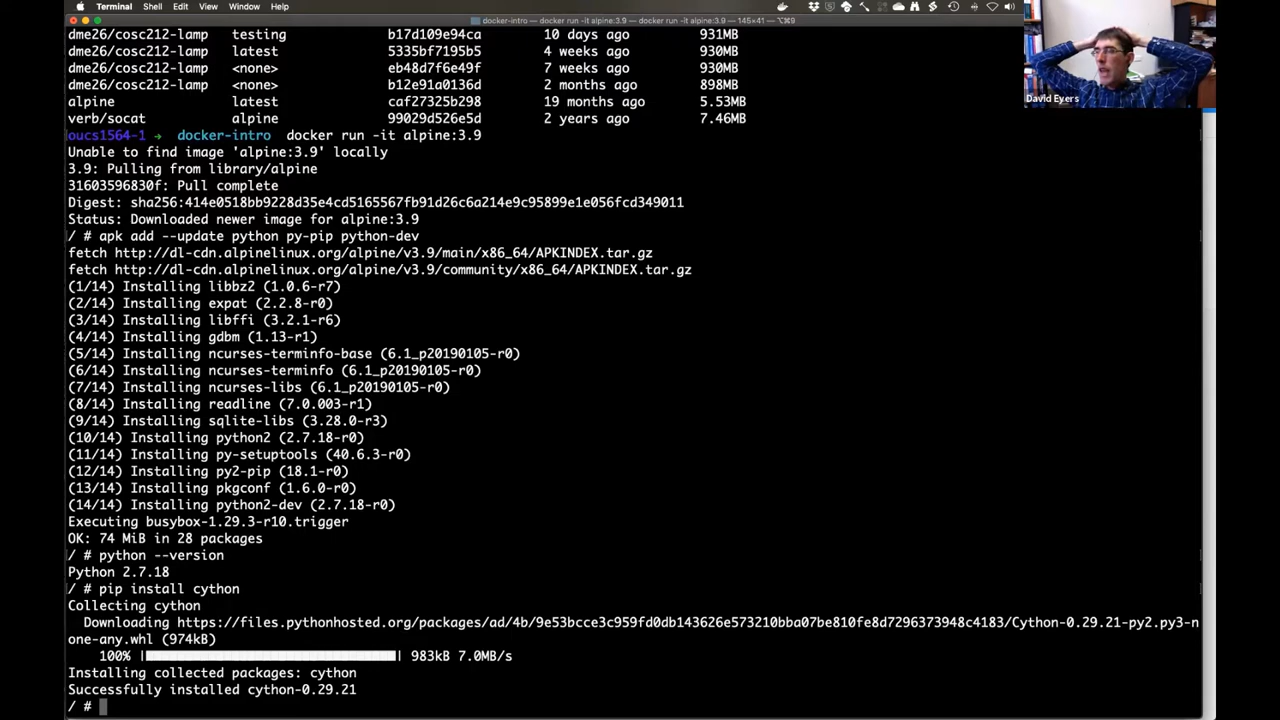 Terminal Shell Edit View Window Help
docker-intro — docker run -it alpine:3.9 — docker run -it alpine:3.9 — 145×41 — ⌥⌘9
dme26/cosc212-lamp testing b17d109e94ca 10 days ago 931MB
dme26/cosc212-lamp latest 5335bf7195b5 4 weeks ago 930MB
dme26/cosc212-lamp <none> eb48d7f6e49f 7 weeks ago 930MB
dme26/cosc212-lamp <none> b12e91a0136d 2 months ago 898MB
alpine latest caf27325b298 19 months ago 5.53MB
verb/socat alpine 99029d526e5d 2 years ago 7.46MB
oucs1564-1 → docker-intro docker run -it alpine:3.9
Unable to find image 'alpine:3.9' locally
3.9: Pulling from library/alpine
31603596830f: Pull complete
Digest: sha256:414e0518bb9228d35e4cd5165567fb91d26c6a214e9c95899e1e056fcd349011
Status: Downloaded newer image for alpine:3.9
/ # apk add --update python py-pip python-dev
fetch http://dl-cdn.alpinelinux.org/alpine/v3.9/main/x86_64/APKINDEX.tar.gz
fetch http://dl-cdn.alpinelinux.org/alpine/v3.9/community/x86_64/APKINDEX.tar.gz
(1/14) Installing libbz2 (1.0.6-r7)
(2/14) Installing expat (2.2.8-r0)
(3/14) Installing libffi (3.2.1-r6)
(4/14) Installing gdbm (1.13-r1)
(5/14) Installing ncurses-terminfo-base (6.1_p20190105-r0)
(6/14) Installing ncurses-terminfo (6.1_p20190105-r0)
(7/14) Installing ncurses-libs (6.1_p20190105-r0)
(8/14) Installing readline (7.0.003-r1)
(9/14) Installing sqlite-libs (3.28.0-r3)
(10/14) Installing python2 (2.7.18-r0)
(11/14) Installing py-setuptools (40.6.3-r0)
(12/14) Installing py2-pip (18.1-r0)
(13/14) Installing pkgconf (1.6.0-r0)
(14/14) Installing python2-dev (2.7.18-r0)
Executing busybox-1.29.3-r10.trigger
OK: 74 MiB in 28 packages
/ # python --version
Python 2.7.18
/ # pip install cython
Collecting cython
Downloading https://files.pythonhosted.org/packages/ad/4b/9e53bcce3c959fd0db143626e573210bba07be810fe8d7296373948c4183/Cython-0.29.21-py2.py3-n
one-any.whl (974kB)
100% |████████████████████████████████| 983kB 7.0MB/s
Installing collected packages: cython
Successfully installed cython-0.29.21
/ #
David Eyers